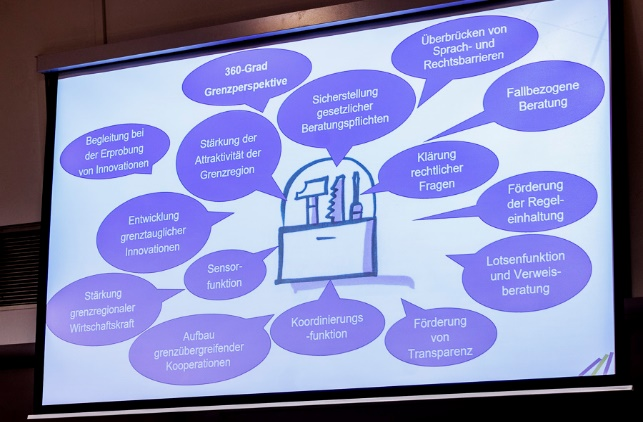 360-Grad
Grenzperspektive
Sicherstellung
gesetzlicher
Beratungspflichten
Überbrücken von
Sprach- und
Rechtsbarrieren
Fallbezogene
Beratung
Begleitung bei
der Erprobung
von Innovationen
Stärkung der
Attraktivität der
Grenzregion
Klärung
rechtlicher
Fragen
Förderung
der Regel-
einhaltung
Entwicklung
grenztauglicher
Innovationen
Sensor-
funktion
Lotsenfunktion
und Verweis-
beratung
Stärkung
grenzregionaler
Wirtschaftskraft
Aufbau
grenzübergreifender
Kooperationen
Koordinierungs
-funktion
Förderung
von
Transparenz